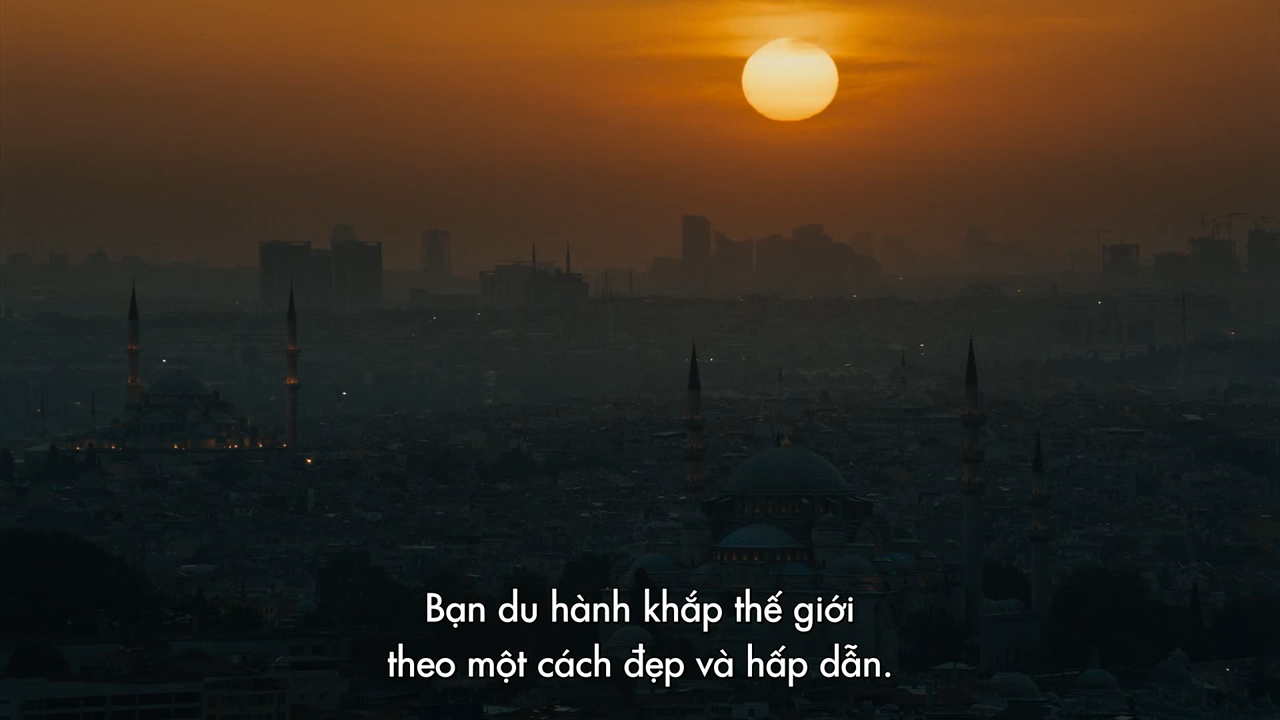 Bạn du hành khắp thế giới
theo một cách đẹp và hấp dẫn.